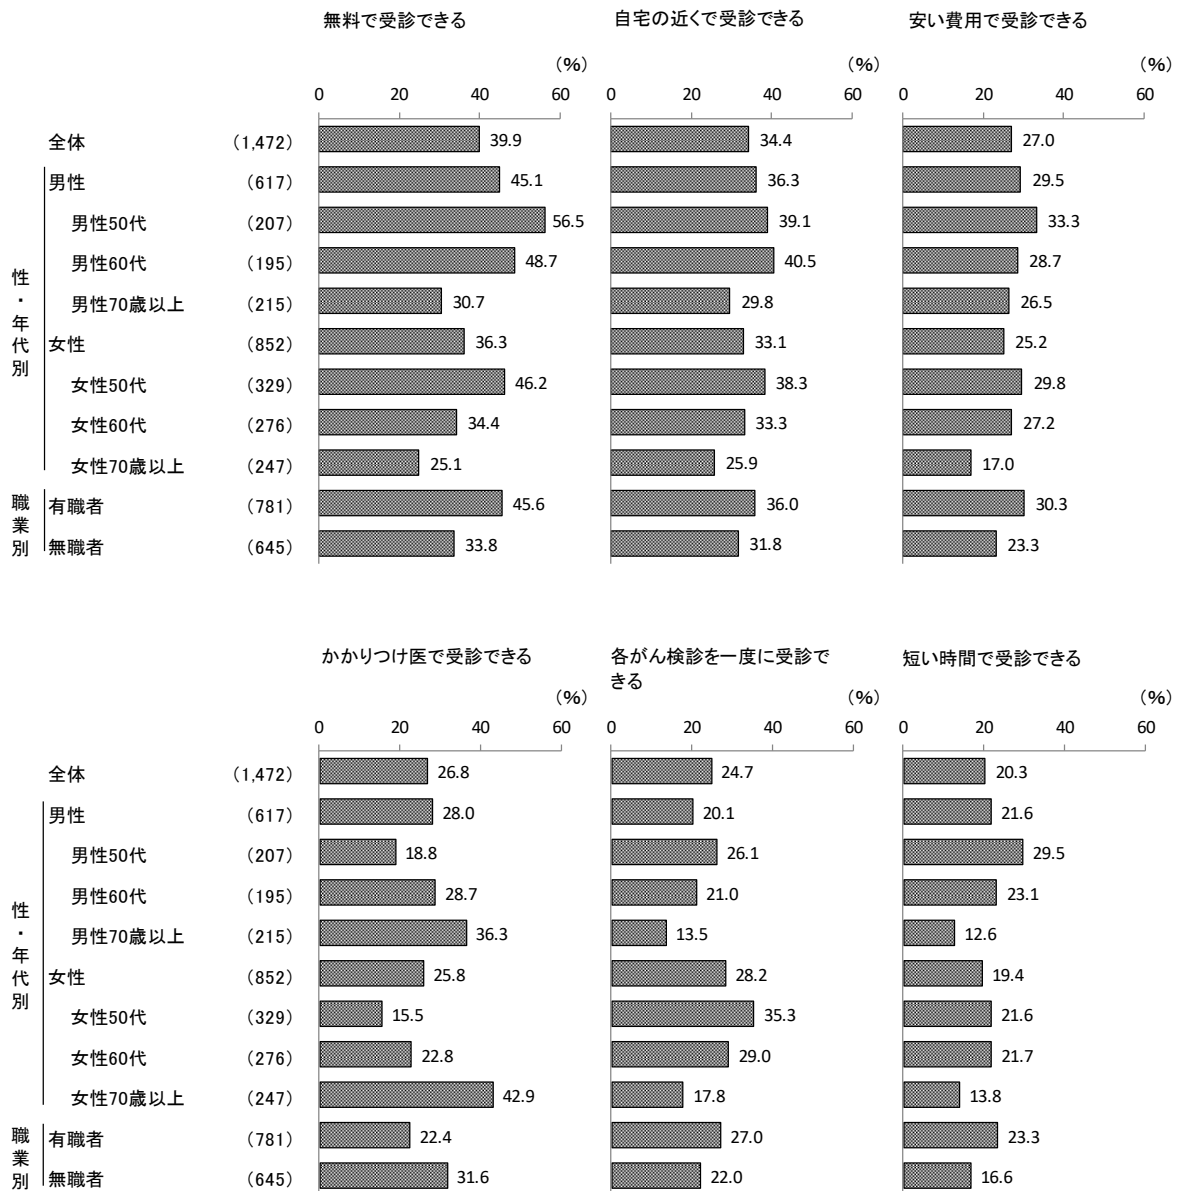 無料で受診できる 自宅の近くで受診できる 安い費用で受診できる
（%） （%） （%）
0 20 40 60 0 20 40 60 0 20 40 60
全体 （1,472） 39.9 34.4 27.0
男性 （617） 45.1 36.3 29.5
男性50代 （207） 56.5 39.1 33.3
男性60代 （195） 48.7 40.5 28.7
男性70歳以上 （215） 30.7 29.8 26.5
女性 （852） 36.3 33.1 25.2
女性50代 （329） 46.2 38.3 29.8
女性60代 （276） 34.4 33.3 27.2
女性70歳以上 （247） 25.1 25.9 17.0
有職者 （781） 45.6 36.0 30.3
無職者 （645） 33.8 31.8 23.3
性・年代別
職業別
かかりつけ医で受診できる 各がん検診を一度に受診で 短い時間で受診できる
きる
（%） （%） （%）
0 20 40 60 0 20 40 60 0 20 40 60
全体 （1,472） 26.8 24.7 20.3
男性 （617） 28.0 20.1 21.6
男性50代 （207） 18.8 26.1 29.5
男性60代 （195） 28.7 21.0 23.1
男性70歳以上 （215） 36.3 13.5 12.6
女性 （852） 25.8 28.2 19.4
女性50代 （329） 15.5 35.3 21.6
女性60代 （276） 22.8 29.0 21.7
女性70歳以上 （247） 42.9 17.8 13.8
有職者 （781） 22.4 27.0 23.3
無職者 （645） 31.6 22.0 16.6
性・年代別
職業別